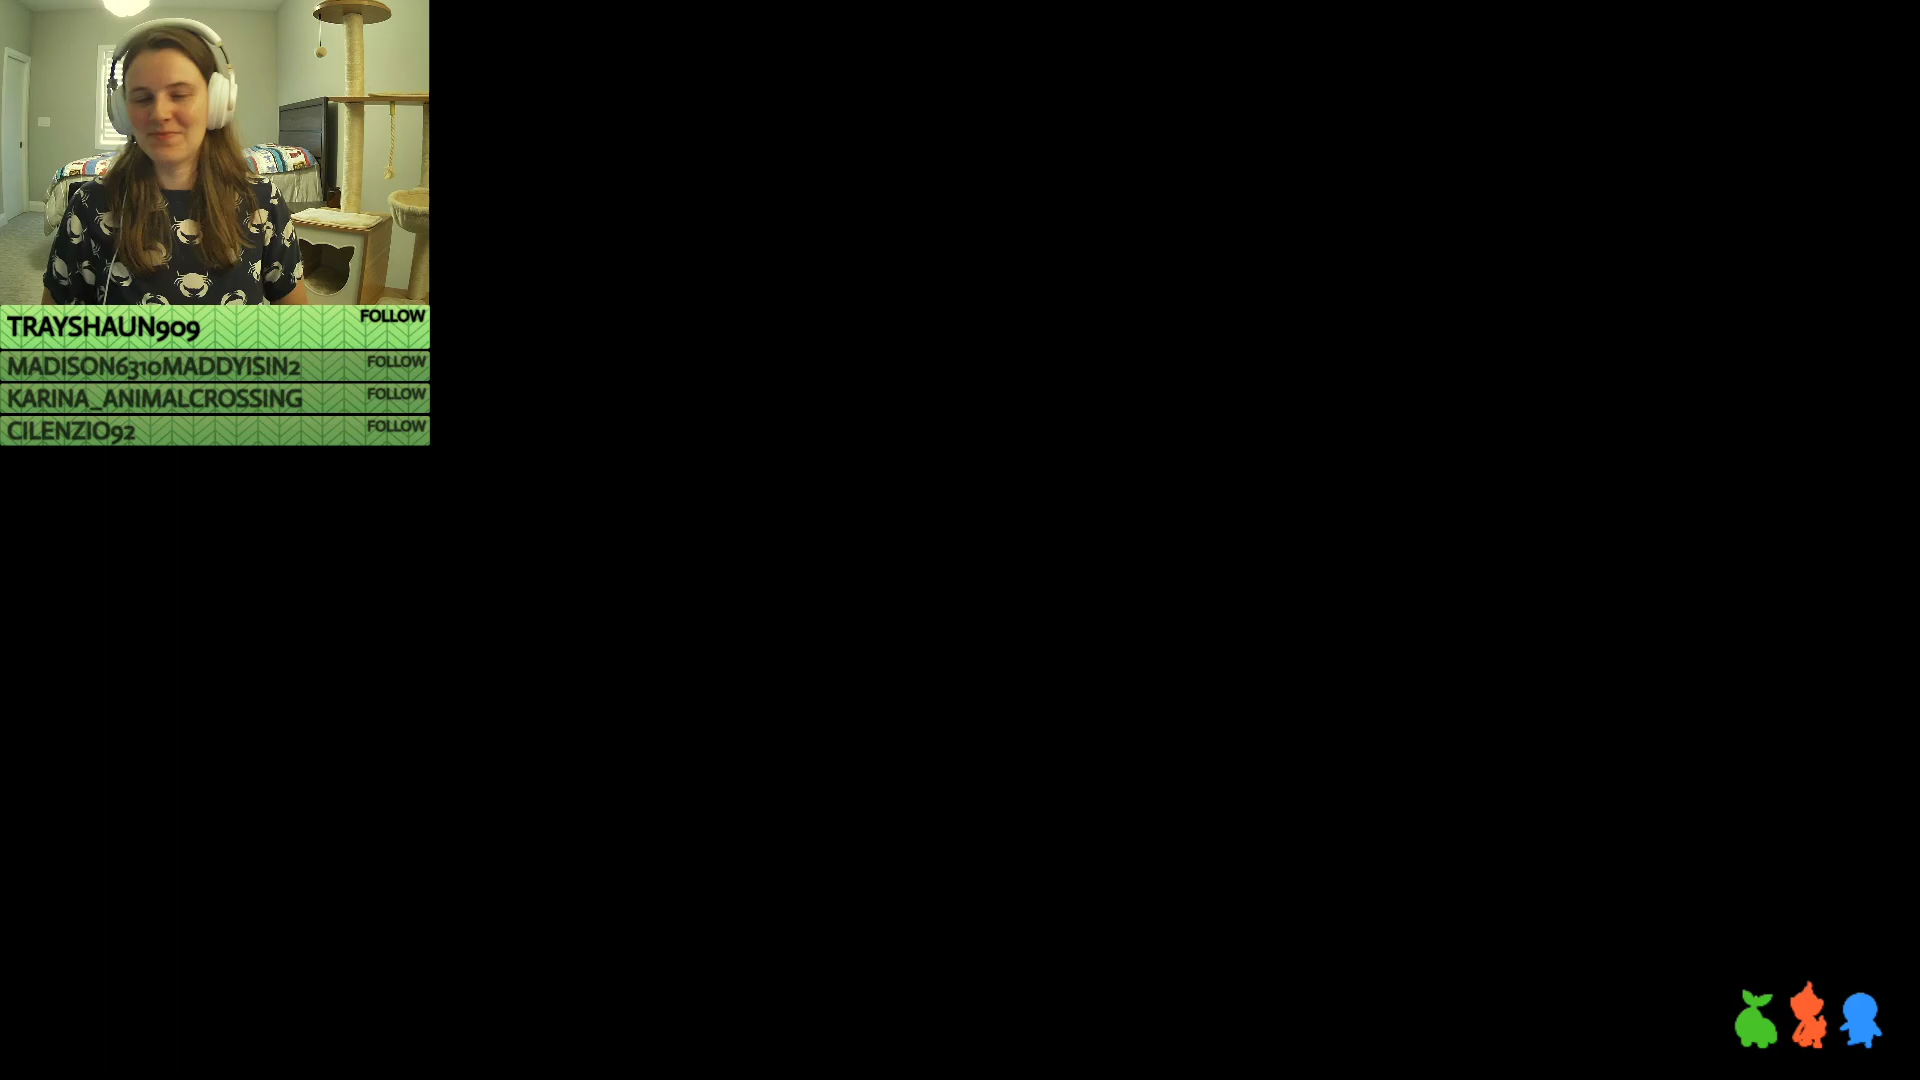 TRAYSHAUN909 FOLLOW
MADISON6310MADDYISIN2 FOLLOW
KARINA_ANIMALCROSSING FOLLOW
CILENZIO92 FOLLOW